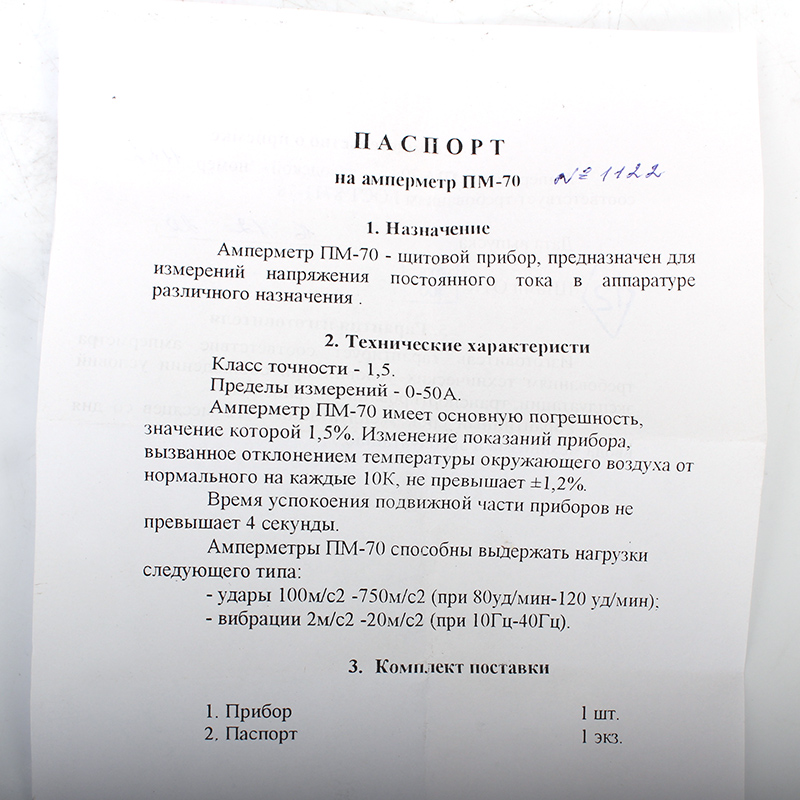 ПАСПОРТ
на амперметр ПМ-70 № 1122
1. Назначение
Амперметр ПМ-70 - щитовой прибор, предназначен для
измерений напряжения постоянного тока в аппаратуре
различного назначения .
2. Технические характеристи
Класс точности - 1,5.
Пределы измерений - 0-50А.
Амперметр ПМ-70 имеет основную погрешность,
значение которой 1,5%. Изменение показаний прибора,
вызванное отклонением температуры окружающего воздуха от
нормального на каждые 10К, не превышает ±1,2%.
Время успокоения подвижной части приборов не
превышает 4 секунды.
Амперметры ПМ-70 способны выдержать нагрузки
следующего типа:
- удары 100м/с2 -750м/с2 (при 80уд/мин-120 уд/мин);
- вибрации 2м/с2 -20м/с2 (при 10Гц-40Гц).
3. Комплект поставки
1. Прибор 1 шт.
2. Паспорт 1 экз.